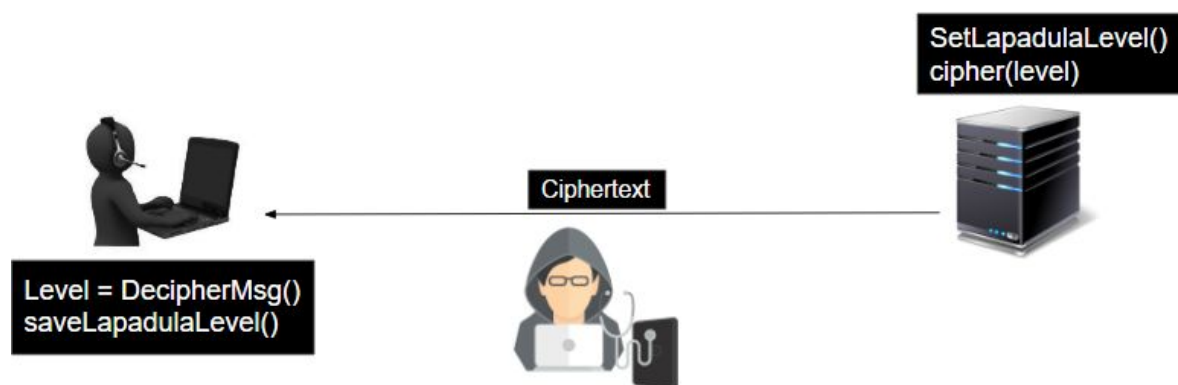 SetLapadulaLevel()
cipher(level)
Ciphertext
Level = DecipherMsg()
saveLapadulaLevel()